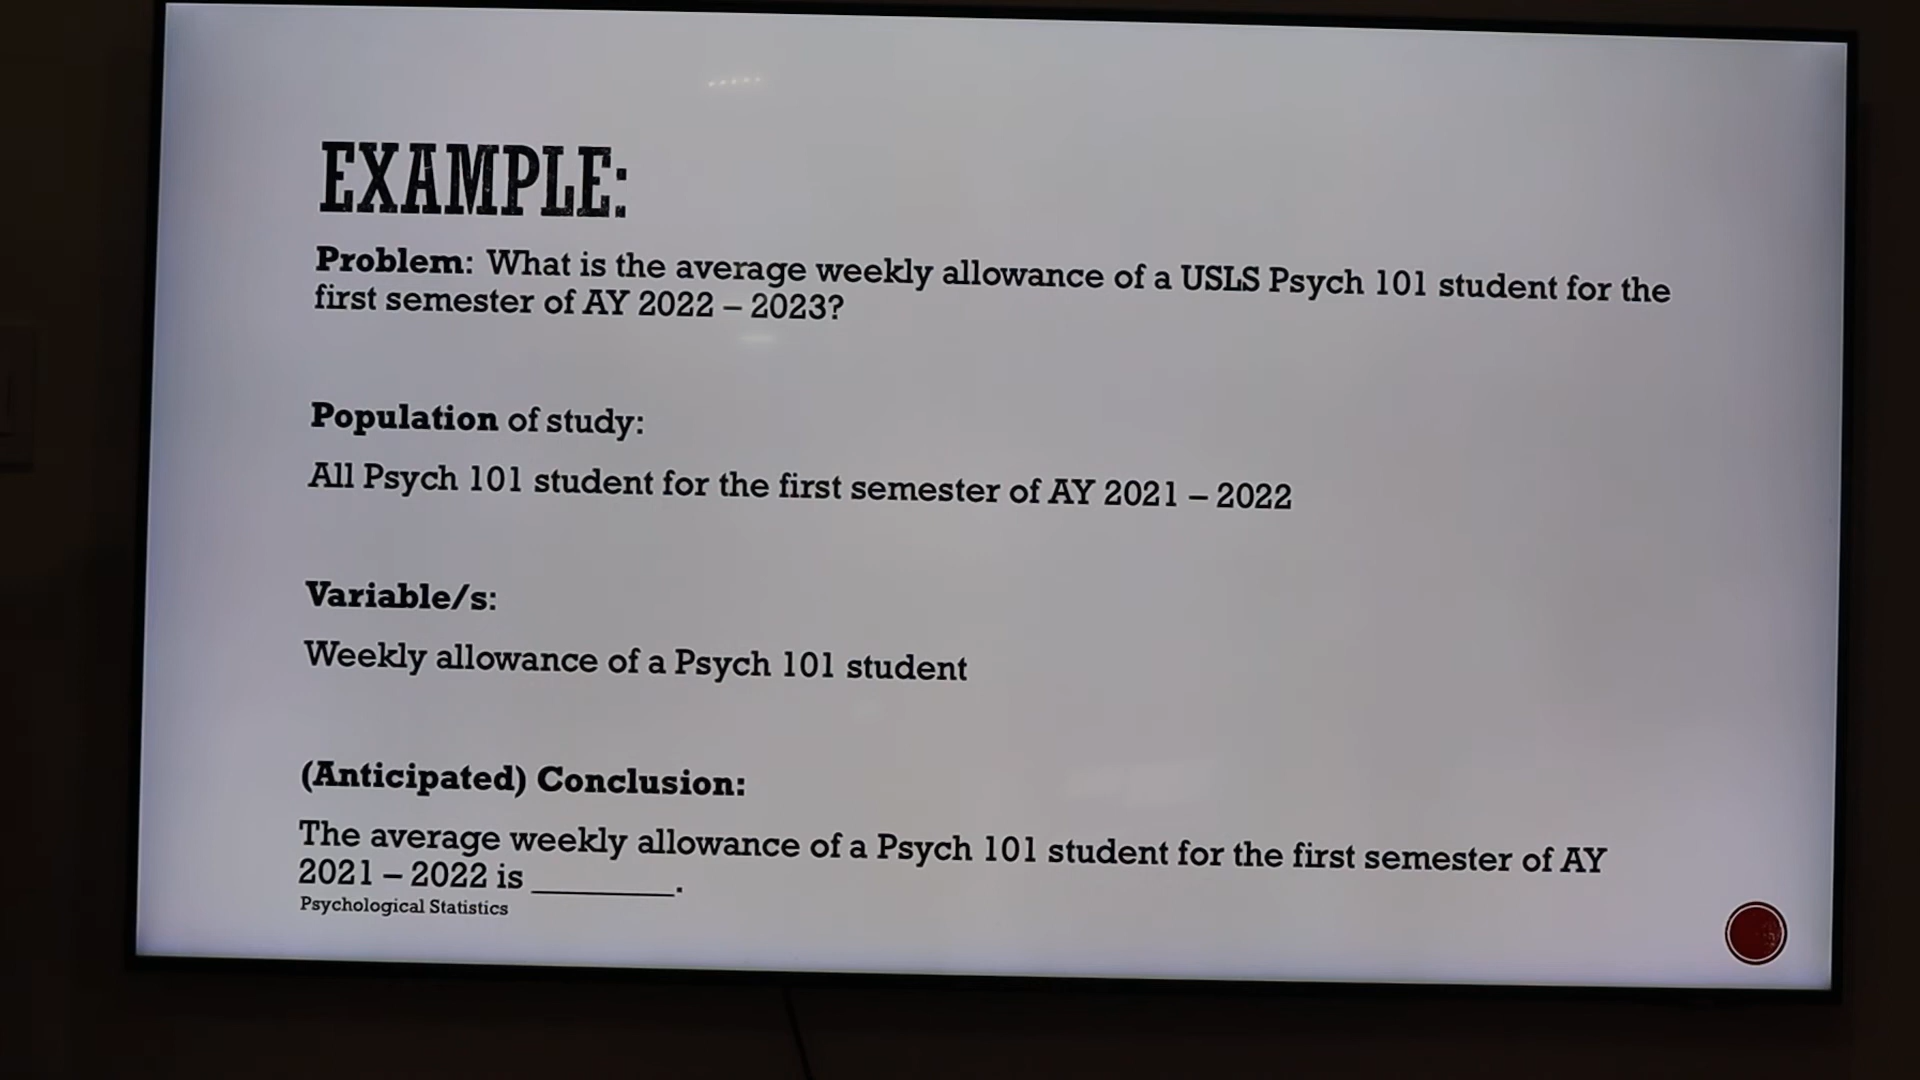 EXAMPLE:
Problem: What is the average weekly allowance of a USLS Psych 101 student for the
first semester of AY 2022 – 2023?
Population of study:
All Psych 101 student for the first semester of AY 2021 – 2022
Variable/s:
Weekly allowance of a Psych 101 student
(Anticipated) Conclusion:
The average weekly allowance of a Psych 101 student for the first semester of AY
2021 – 2022 is ________.
Psychological Statistics